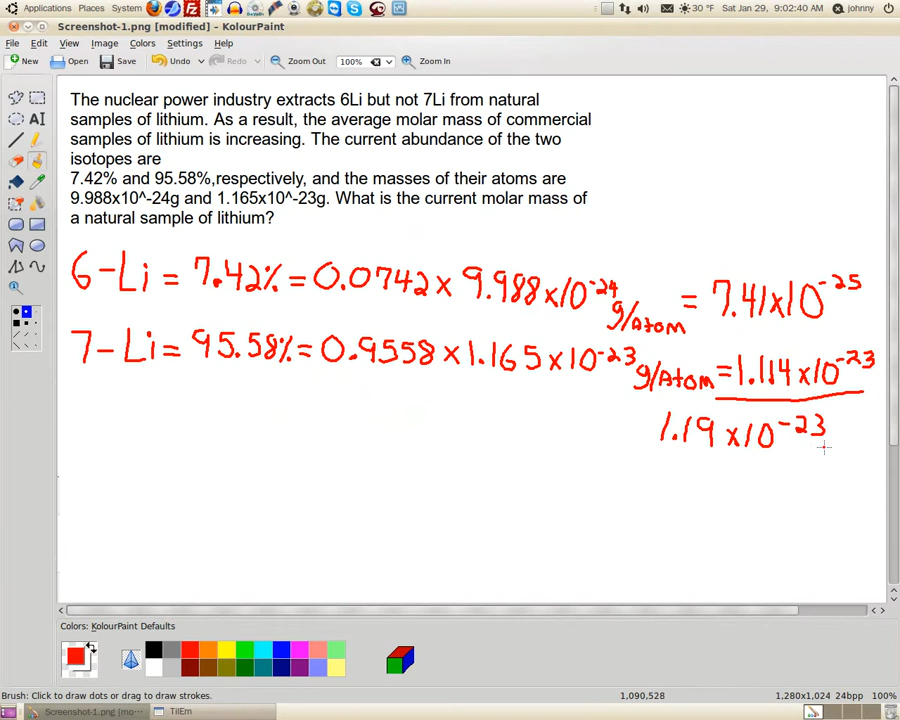 Applications Places System 30 °F Sat Jan 29, 9:02:40 AM johnny
Screenshot-1.png [modified] - KolourPaint
File Edit View Image Colors Settings Help
New Open Save Undo Redo Zoom Out 100% Zoom In
The nuclear power industry extracts 6Li but not 7Li from natural
samples of lithium. As a result, the average molar mass of commercial
samples of lithium is increasing. The current abundance of the two
isotopes are
7.42% and 95.58%,respectively, and the masses of their atoms are
9.988x10^-24g and 1.165x10^-23g. What is the current molar mass of
a natural sample of lithium?
6-Li = 7.42% = 0.0742 x 9.988x10^-24 g/Atom = 7.41x10^-25
7-Li = 95.58% = 0.9558 x 1.165 x 10^-23 g/Atom = 1.114 x 10^-23
1.19 x 10^-23
Colors: KolourPaint Defaults
Brush: Click to draw dots or drag to draw strokes. 1,090,528 1,280x1,024 24bpp 100%
Screenshot-1.png [mo... TilEm